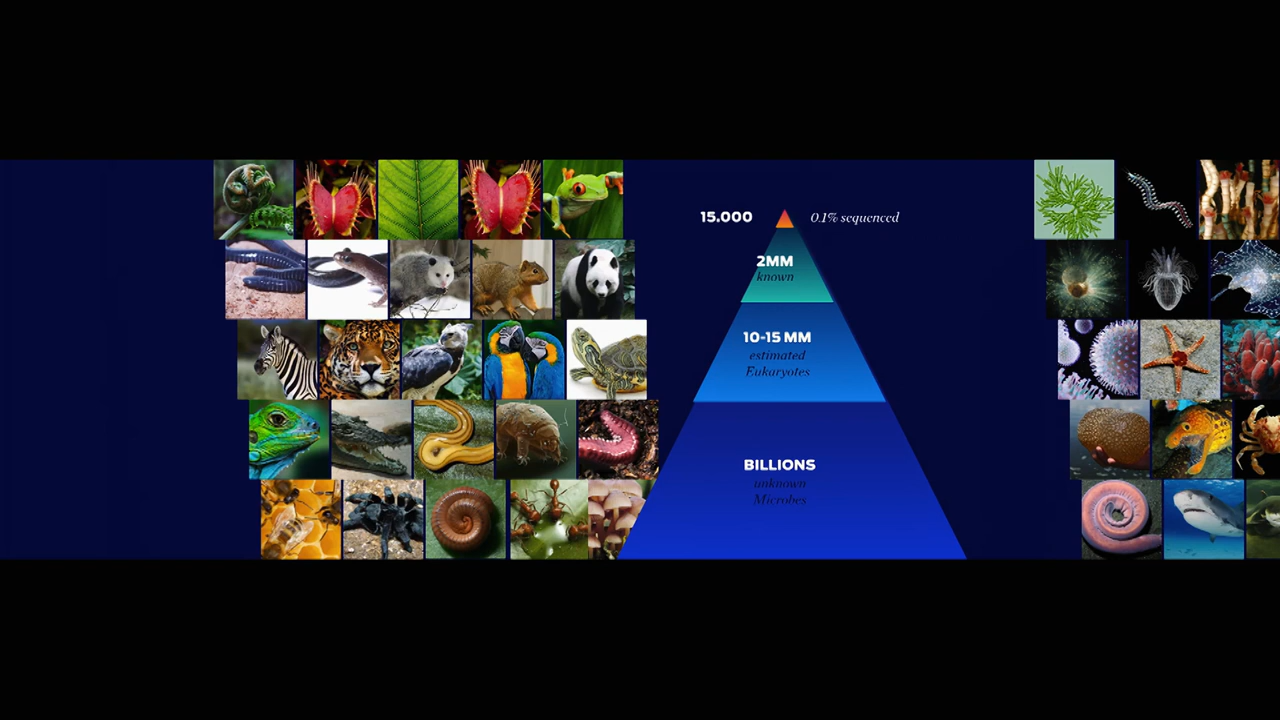 15.000
0.1% sequenced
2MM
known
10-15 MM
estimated
Eukaryotes
BILLIONS
unknown
Microbes